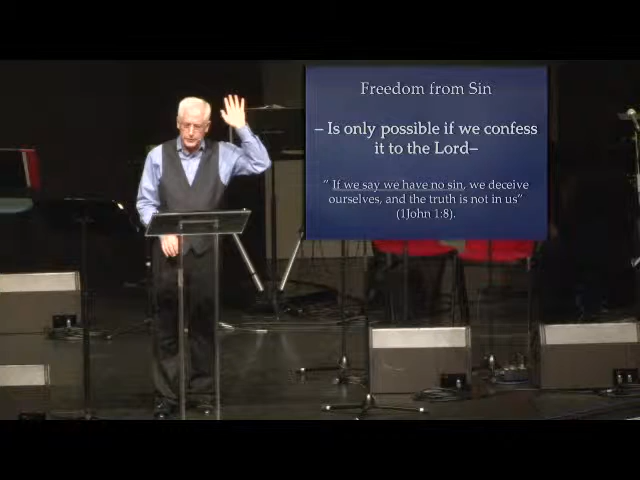 Freedom from Sin
– Is only possible if we confess
it to the Lord–
“ If we say we have no sin, we deceive
ourselves, and the truth is not in us”
(1John 1:8).